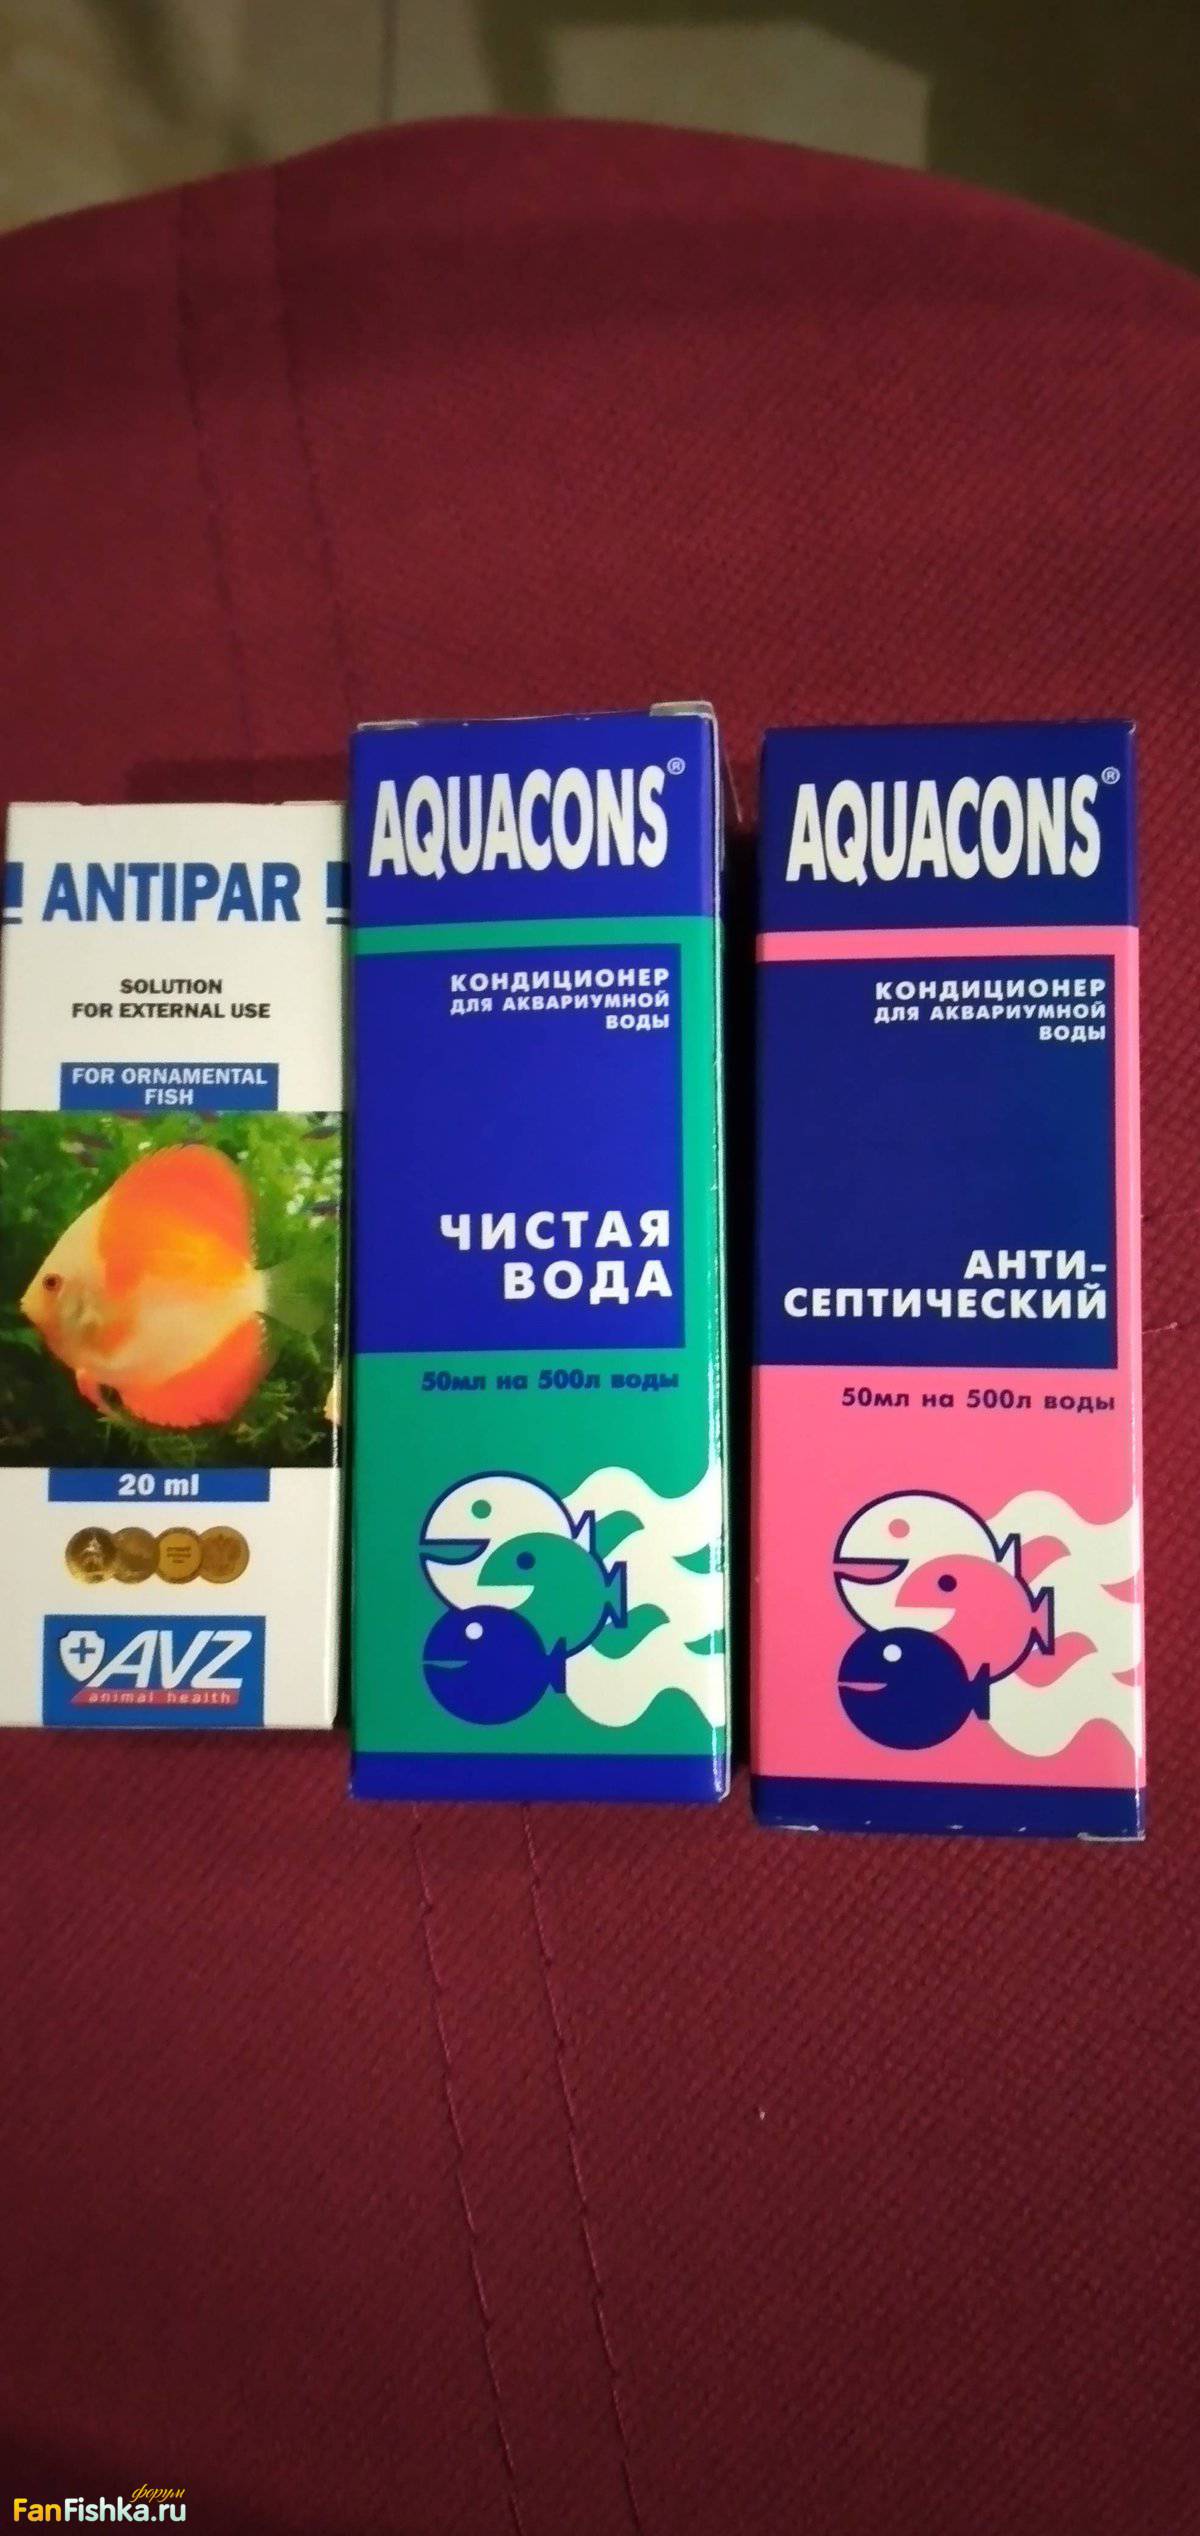 ANTIPAR
SOLUTION
FOR EXTERNAL USE
FOR ORNAMENTAL
FISH
20 ml
AVZ
animal health
AQUACONS®
КОНДИЦИОНЕР
ДЛЯ АКВАРИУМНОЙ
ВОДЫ
ЧИСТАЯ
ВОДА
50мл на 500л воды
AQUACONS®
КОНДИЦИОНЕР
ДЛЯ АКВАРИУМНОЙ
ВОДЫ
АНТИ-
СЕПТИЧЕСКИЙ
50мл на 500л воды
форум
FanFishka.ru